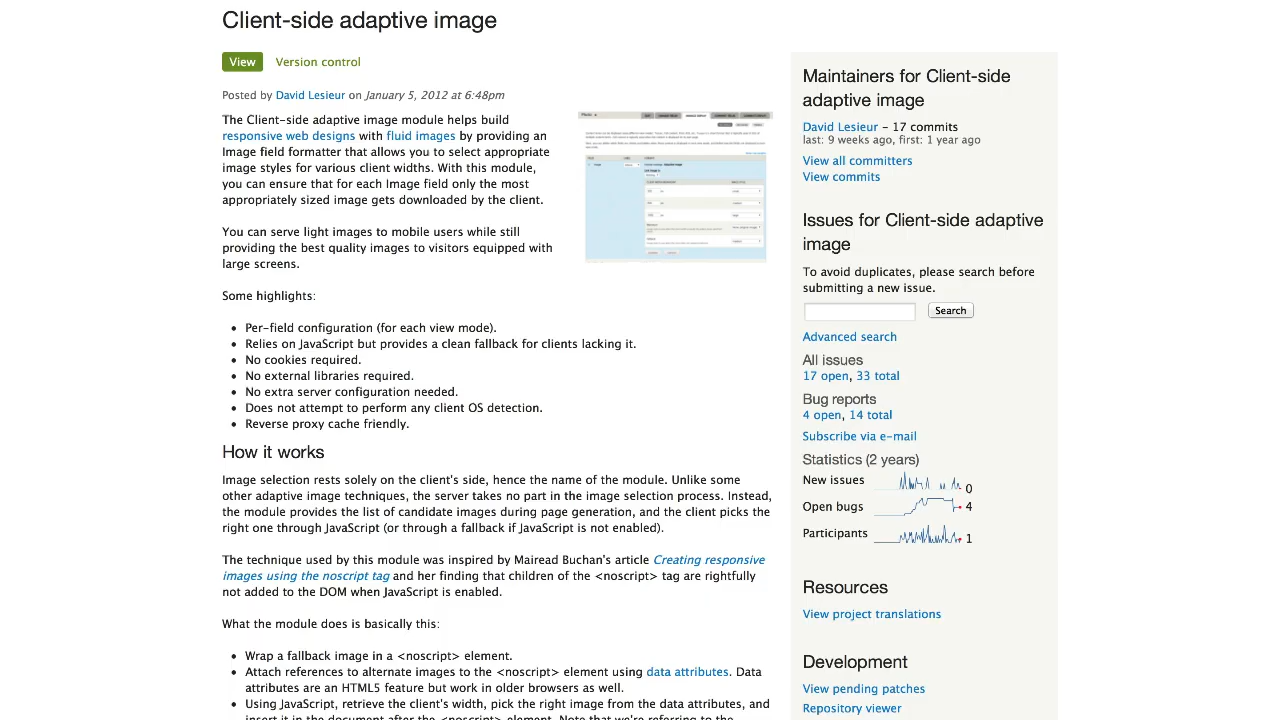 Client-side adaptive image
View Version control
Posted by David Lesieur on January 5, 2012 at 6:48pm
The Client-side adaptive image module helps build
responsive web designs with fluid images by providing an
Image field formatter that allows you to select appropriate
image styles for various client widths. With this module,
you can ensure that for each Image field only the most
appropriately sized image gets downloaded by the client.
You can serve light images to mobile users while still
providing the best quality images to visitors equipped with
large screens.
Some highlights:
• Per-field configuration (for each view mode).
• Relies on JavaScript but provides a clean fallback for clients lacking it.
• No cookies required.
• No external libraries required.
• No extra server configuration needed.
• Does not attempt to perform any client OS detection.
• Reverse proxy cache friendly.
How it works
Image selection rests solely on the client's side, hence the name of the module. Unlike some
other adaptive image techniques, the server takes no part in the image selection process. Instead,
the module provides the list of candidate images during page generation, and the client picks the
right one through JavaScript (or through a fallback if JavaScript is not enabled).
The technique used by this module was inspired by Mairead Buchan's article Creating responsive
images using the noscript tag and her finding that children of the <noscript> tag are rightfully
not added to the DOM when JavaScript is enabled.
What the module does is basically this:
• Wrap a fallback image in a <noscript> element.
• Attach references to alternate images to the <noscript> element using data attributes. Data
attributes are an HTML5 feature but work in older browsers as well.
• Using JavaScript, retrieve the client's width, pick the right image from the data attributes, and
insert it in the document after the <noscript> element. Note that we're referring to the
Maintainers for Client-side
adaptive image
David Lesieur – 17 commits
last: 9 weeks ago, first: 1 year ago
View all committers
View commits
Issues for Client-side adaptive
image
To avoid duplicates, please search before
submitting a new issue.
Search
Advanced search
All issues
17 open, 33 total
Bug reports
4 open, 14 total
Subscribe via e-mail
Statistics (2 years)
New issues 0
Open bugs 4
Participants 1
Resources
View project translations
Development
View pending patches
Repository viewer